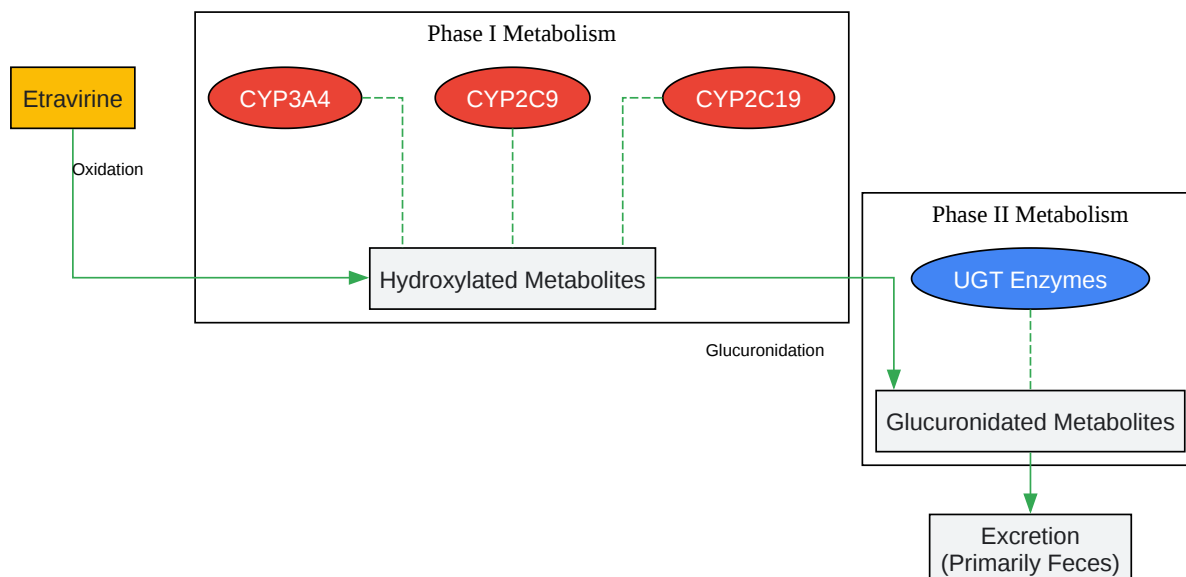 Phase I Metabolism
Etravirine
CYP3A4
CYP2C9
CYP2C19
Oxidation
Hydroxylated Metabolites
Phase II Metabolism
UGT Enzymes
Glucuronidation
Glucuronidated Metabolites
Excretion
(Primarily Feces)